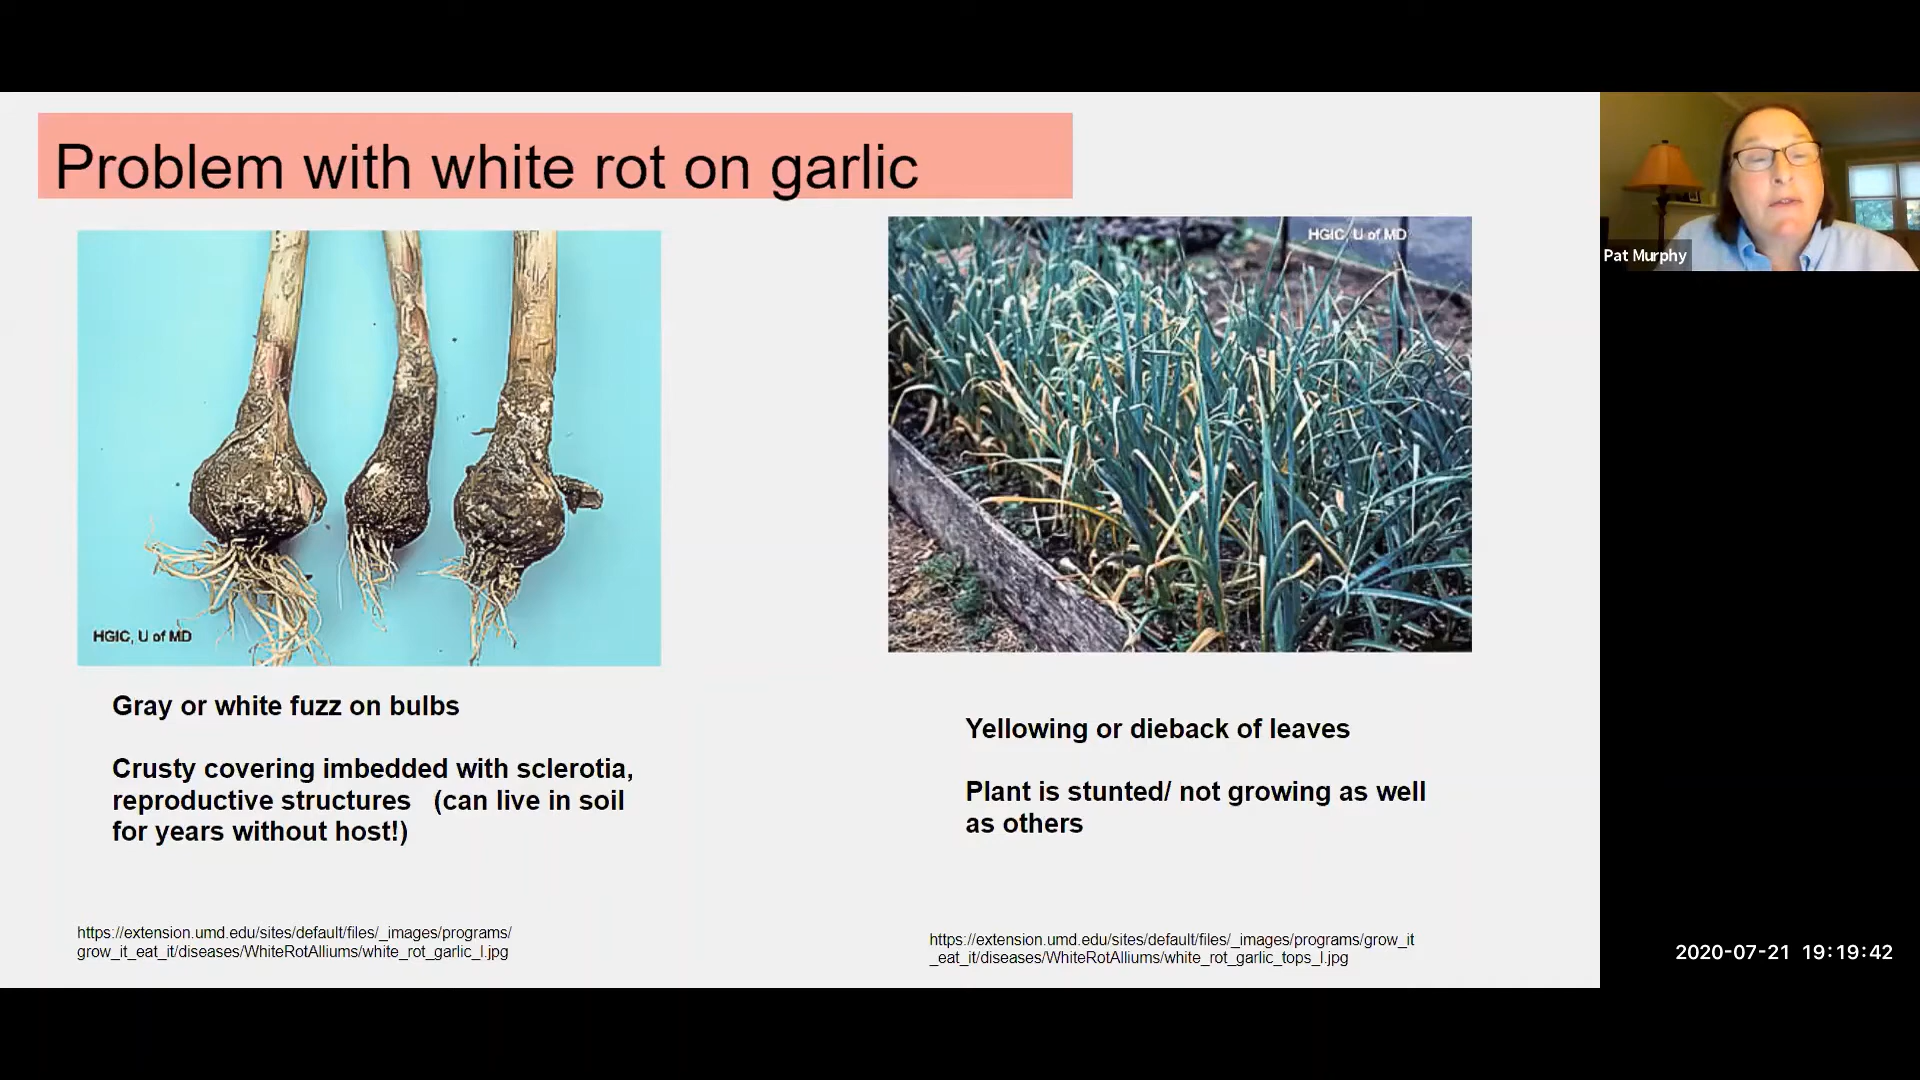 Problem with white rot on garlic
HGIC, U of MD
HGIC, U of MD
Gray or white fuzz on bulbs
Crusty covering imbedded with sclerotia,
reproductive structures (can live in soil
for years without host!)
Yellowing or dieback of leaves
Plant is stunted/ not growing as well
as others
https://extension.umd.edu/sites/default/files/_images/programs/
grow_it_eat_it/diseases/WhiteRotAlliums/white_rot_garlic_l.jpg
https://extension.umd.edu/sites/default/files/_images/programs/grow_it
_eat_it/diseases/WhiteRotAlliums/white_rot_garlic_tops_l.jpg
Pat Murphy
2020-07-21 19:19:42